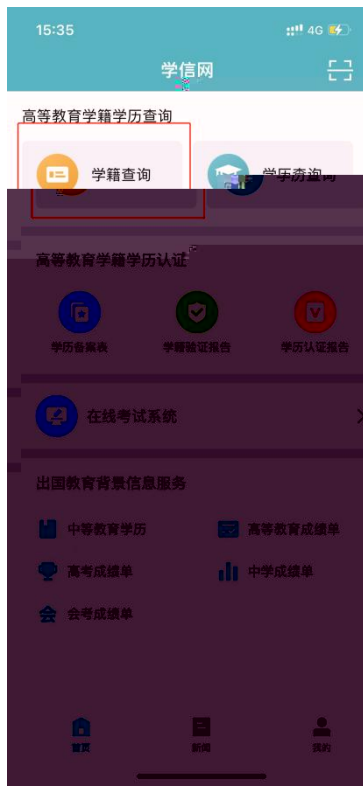 15:35 4G
学信网
高等教育学籍学历查询
学籍查询 学历查询
高等教育学籍学历认证
学历备案表 学籍验证报告 学历认证报告
在线考试系统
出国教育背景信息服务
中等教育学历 高等教育成绩单
高考成绩单 中学成绩单
会 会考成绩单
首页 新闻 我的